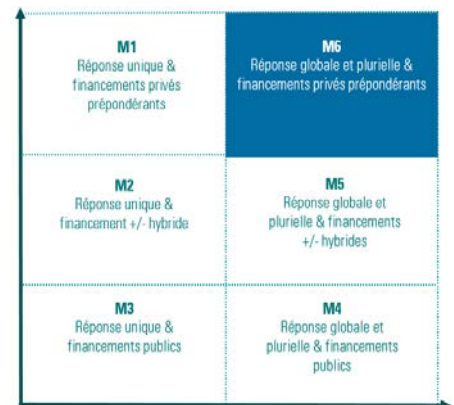 M1
Réponse unique &
financements privés
prépondérants
M6
Réponse globale et plurielle &
financements privés prépondérants
M2
Réponse unique &
financement +/- hybride
M5
Réponse globale et
plurielle & financements
+/- hybrides
M3
Réponse unique &
financements publics
M4
Réponse globale et
plurielle & financements
publics